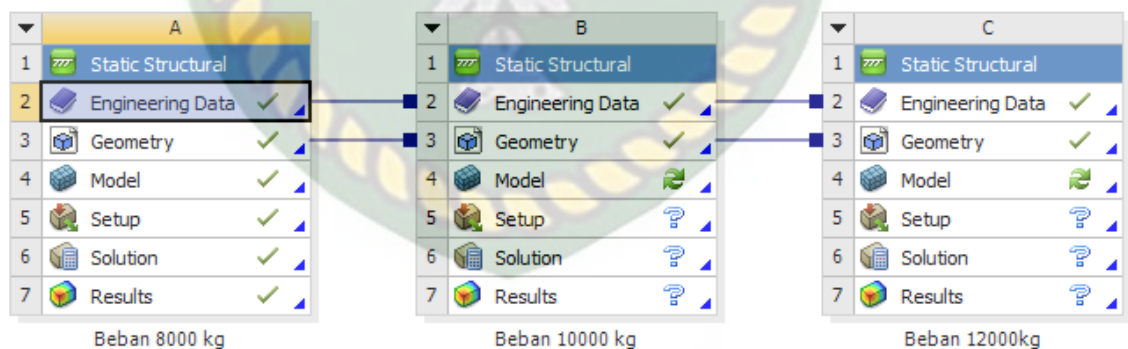 A
1 Static Structural
2 Engineering Data
3 Geometry
4 Model
5 Setup
6 Solution
7 Results
Beban 8000 kg
B
1 Static Structural
2 Engineering Data
3 Geometry
4 Model
5 Setup
6 Solution
7 Results
Beban 10000 kg
C
1 Static Structural
2 Engineering Data
3 Geometry
4 Model
5 Setup
6 Solution
7 Results
Beban 12000kg